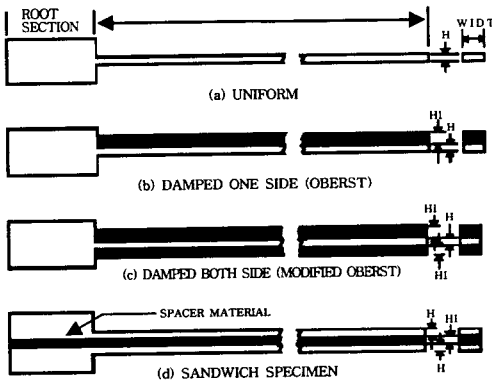 ROOT
SECTION
H
WIDT
(a) UNIFORM
H1
H
(b) DAMPED ONE SIDE (OBERST)
H1
H
H1
(c) DAMPED BOTH SIDE (MODIFIED OBERST)
SPACER MATERIAL
H
H1
H
(d) SANDWICH SPECIMEN